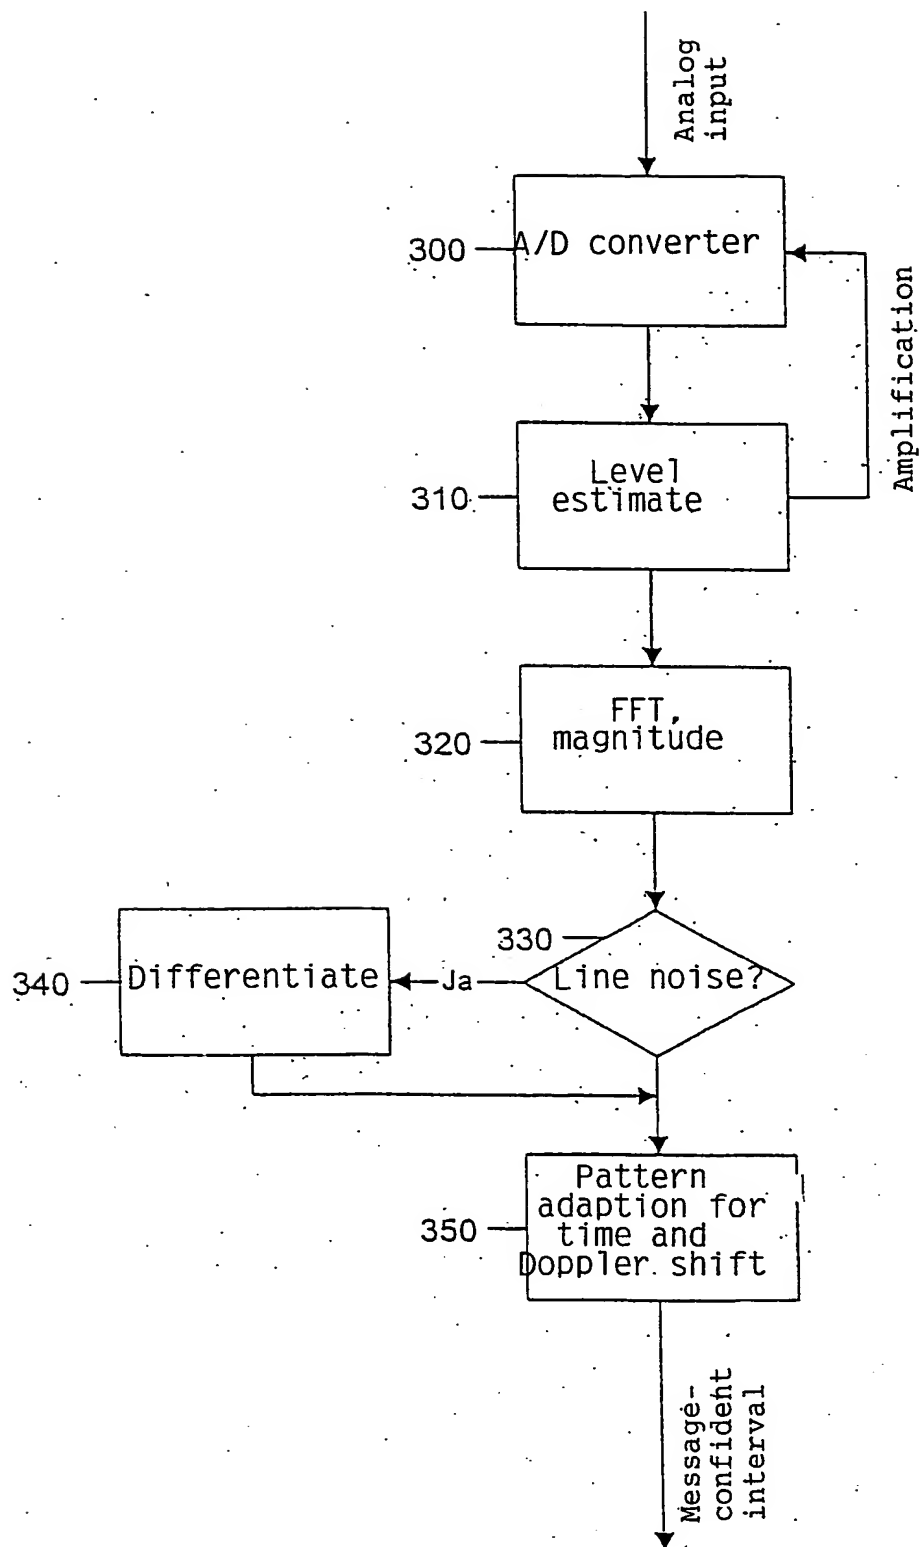 Analog
input
300
A/D converter
Amplification
310
Level
estimate
320
FFT,
magnitude
330
Line noise?
Ja
340
Differentiate
350
Pattern
adaption for
time and
Doppler shift
Message-
confident
interval